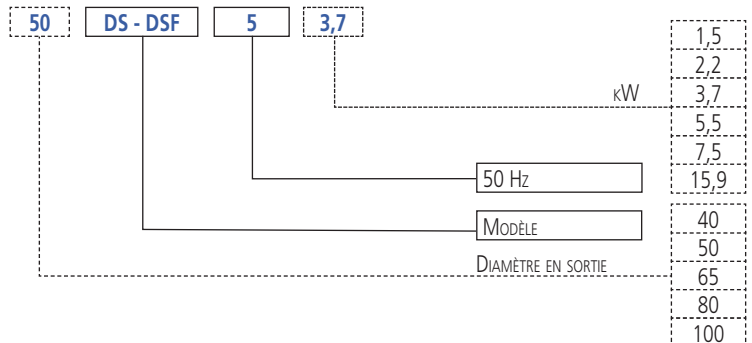 50 DS - DSF 5 3,7
1,5
2,2
kW 3,7
5,5
7,5
50 Hz 15,9
Modèle 40
50
Diamètre en sortie 65
80
100